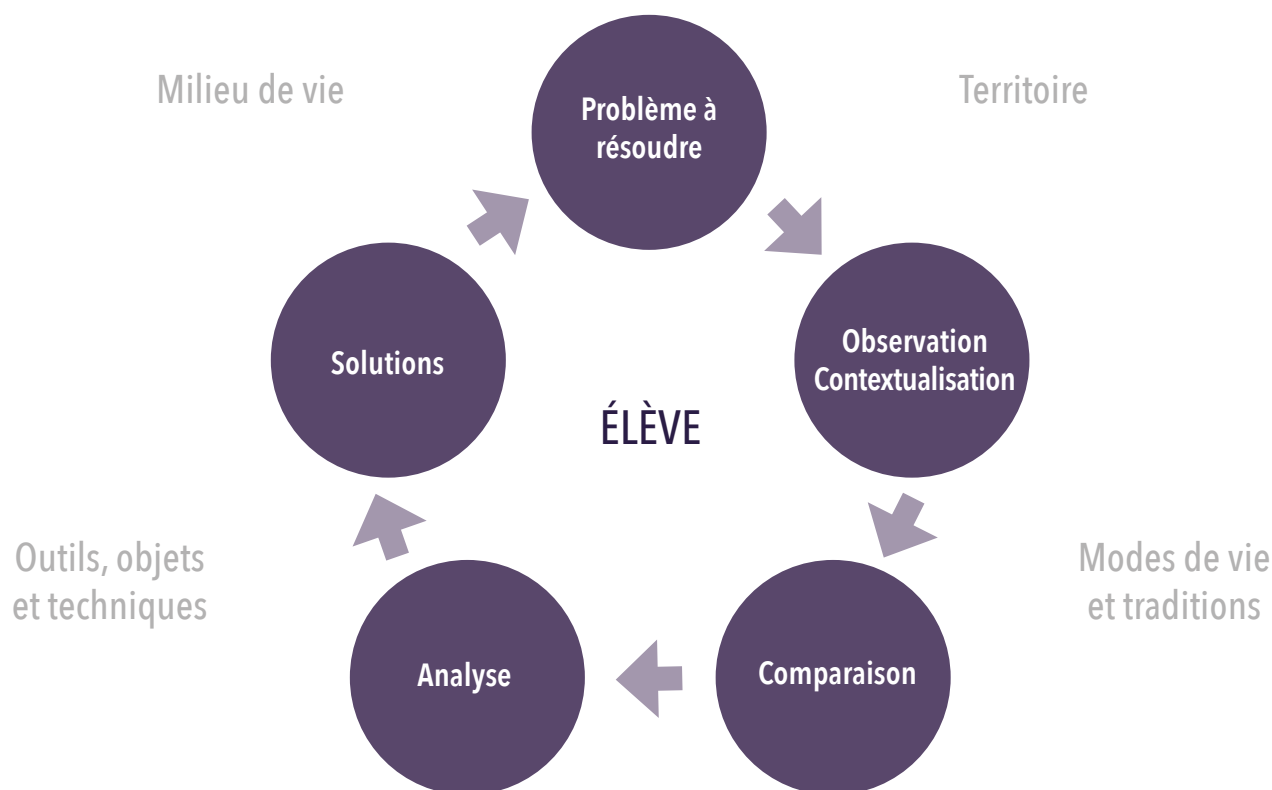 Milieu de vie
Problème à
résoudre
Territoire
Solutions
Observation
Contextualisation
ÉLÈVE
Outils, objets
et techniques
Modes de vie
et traditions
Analyse
Comparaison